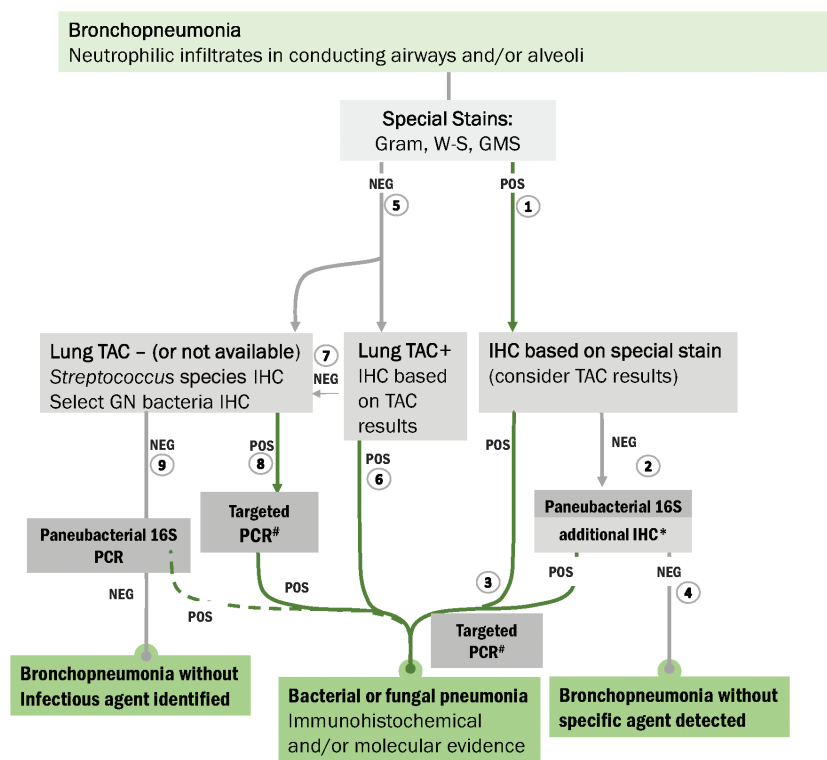 Bronchopneumonia
Neutrophilic infiltrates in conducting airways and/or alveoli
Special Stains:
Gram, W-S, GMS
NEG
POS
5
1
Lung TAC – (or not available)
Streptococcus species IHC
Select GN bacteria IHC
7
NEG
Lung TAC+
IHC based
on TAC
results
IHC based on special stain
(consider TAC results)
NEG
9
POS
8
POS
6
POS
NEG
2
Targeted
PCR#
Paneubacterial 16S
additional IHC*
Paneubacterial 16S
PCR
NEG
POS
POS
3
POS
NEG
4
Targeted
PCR#
Bronchopneumonia without
Infectious agent identified
Bacterial or fungal pneumonia
Immunohistochemical
and/or molecular evidence
Bronchopneumonia without
specific agent detected